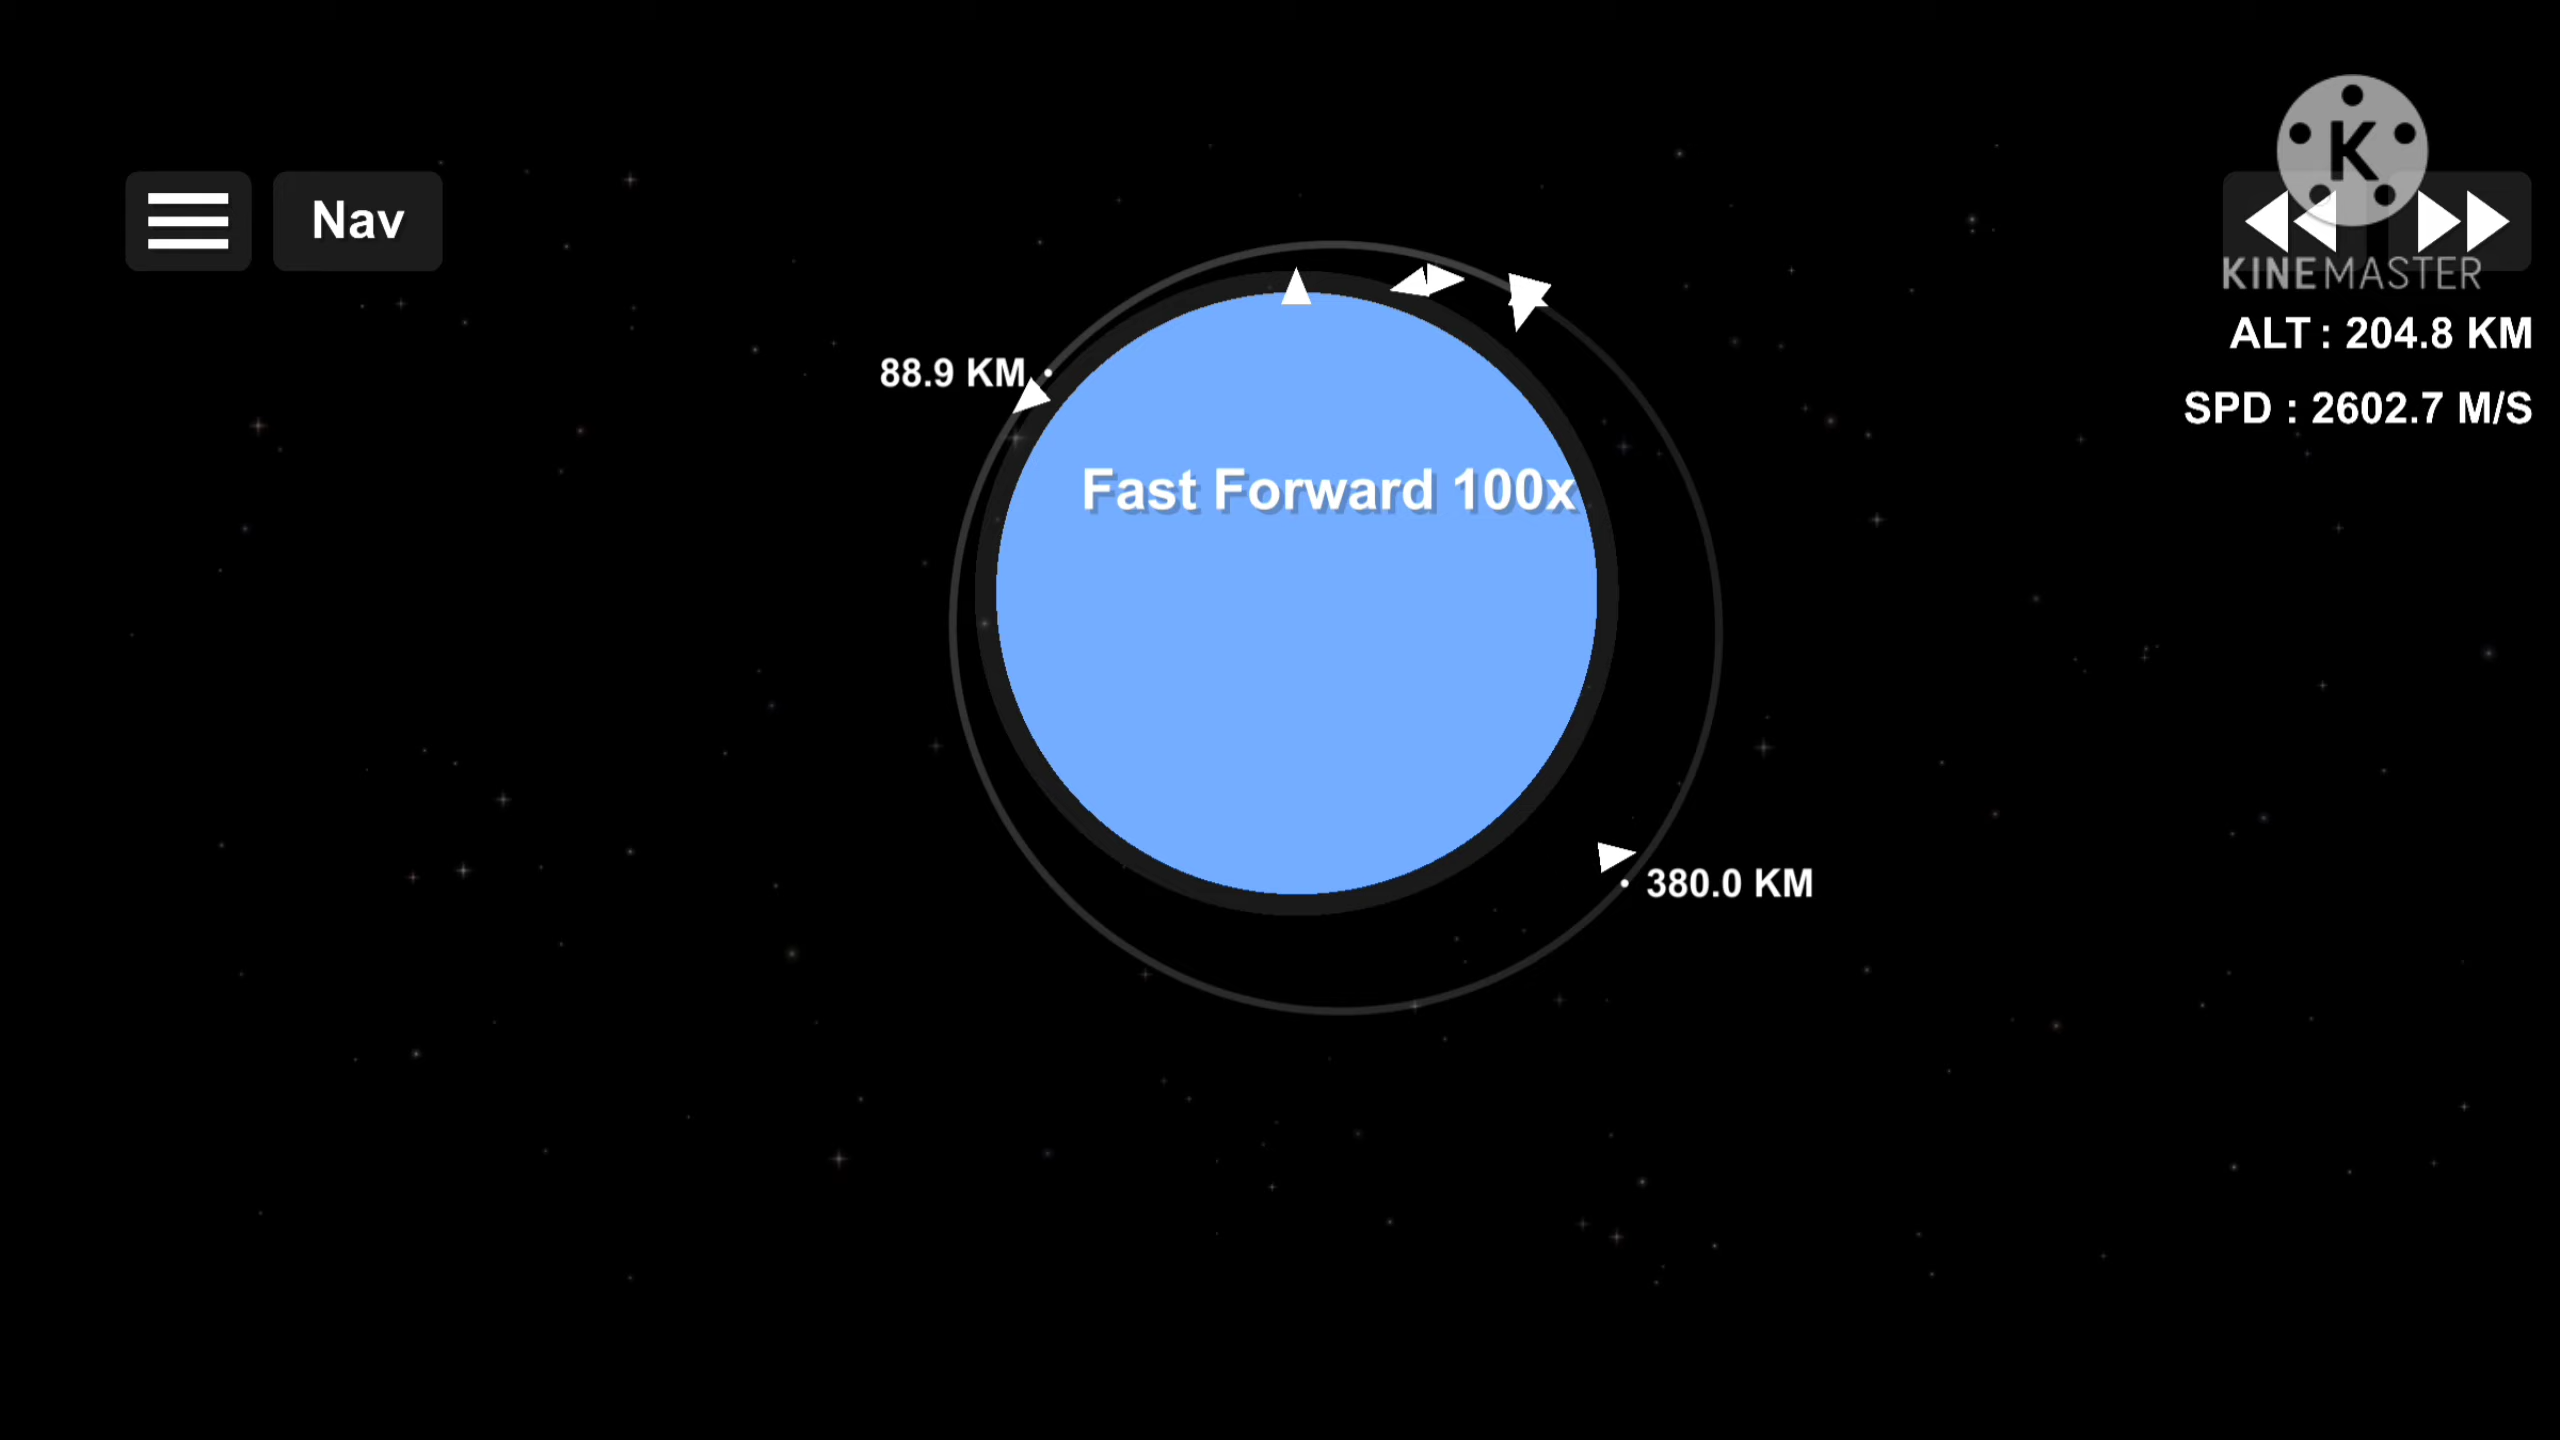 Nav
K
KINEMASTER
ALT : 204.8 KM
SPD : 2602.7 M/S
88.9 KM
Fast Forward 100x
380.0 KM